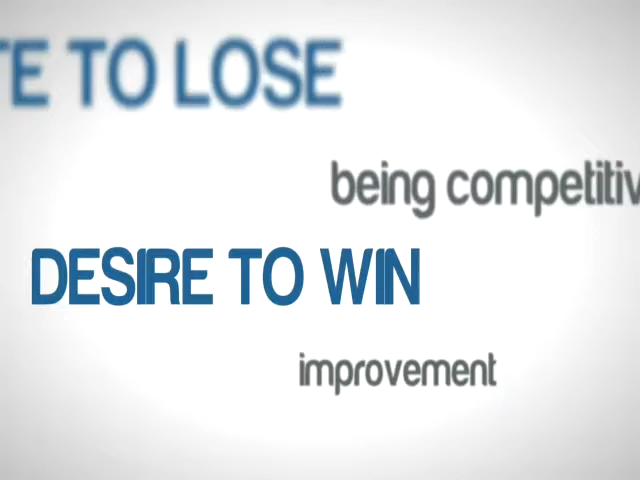 TE TO LOSE
being competitiv
DESIRE TO WIN
improvement